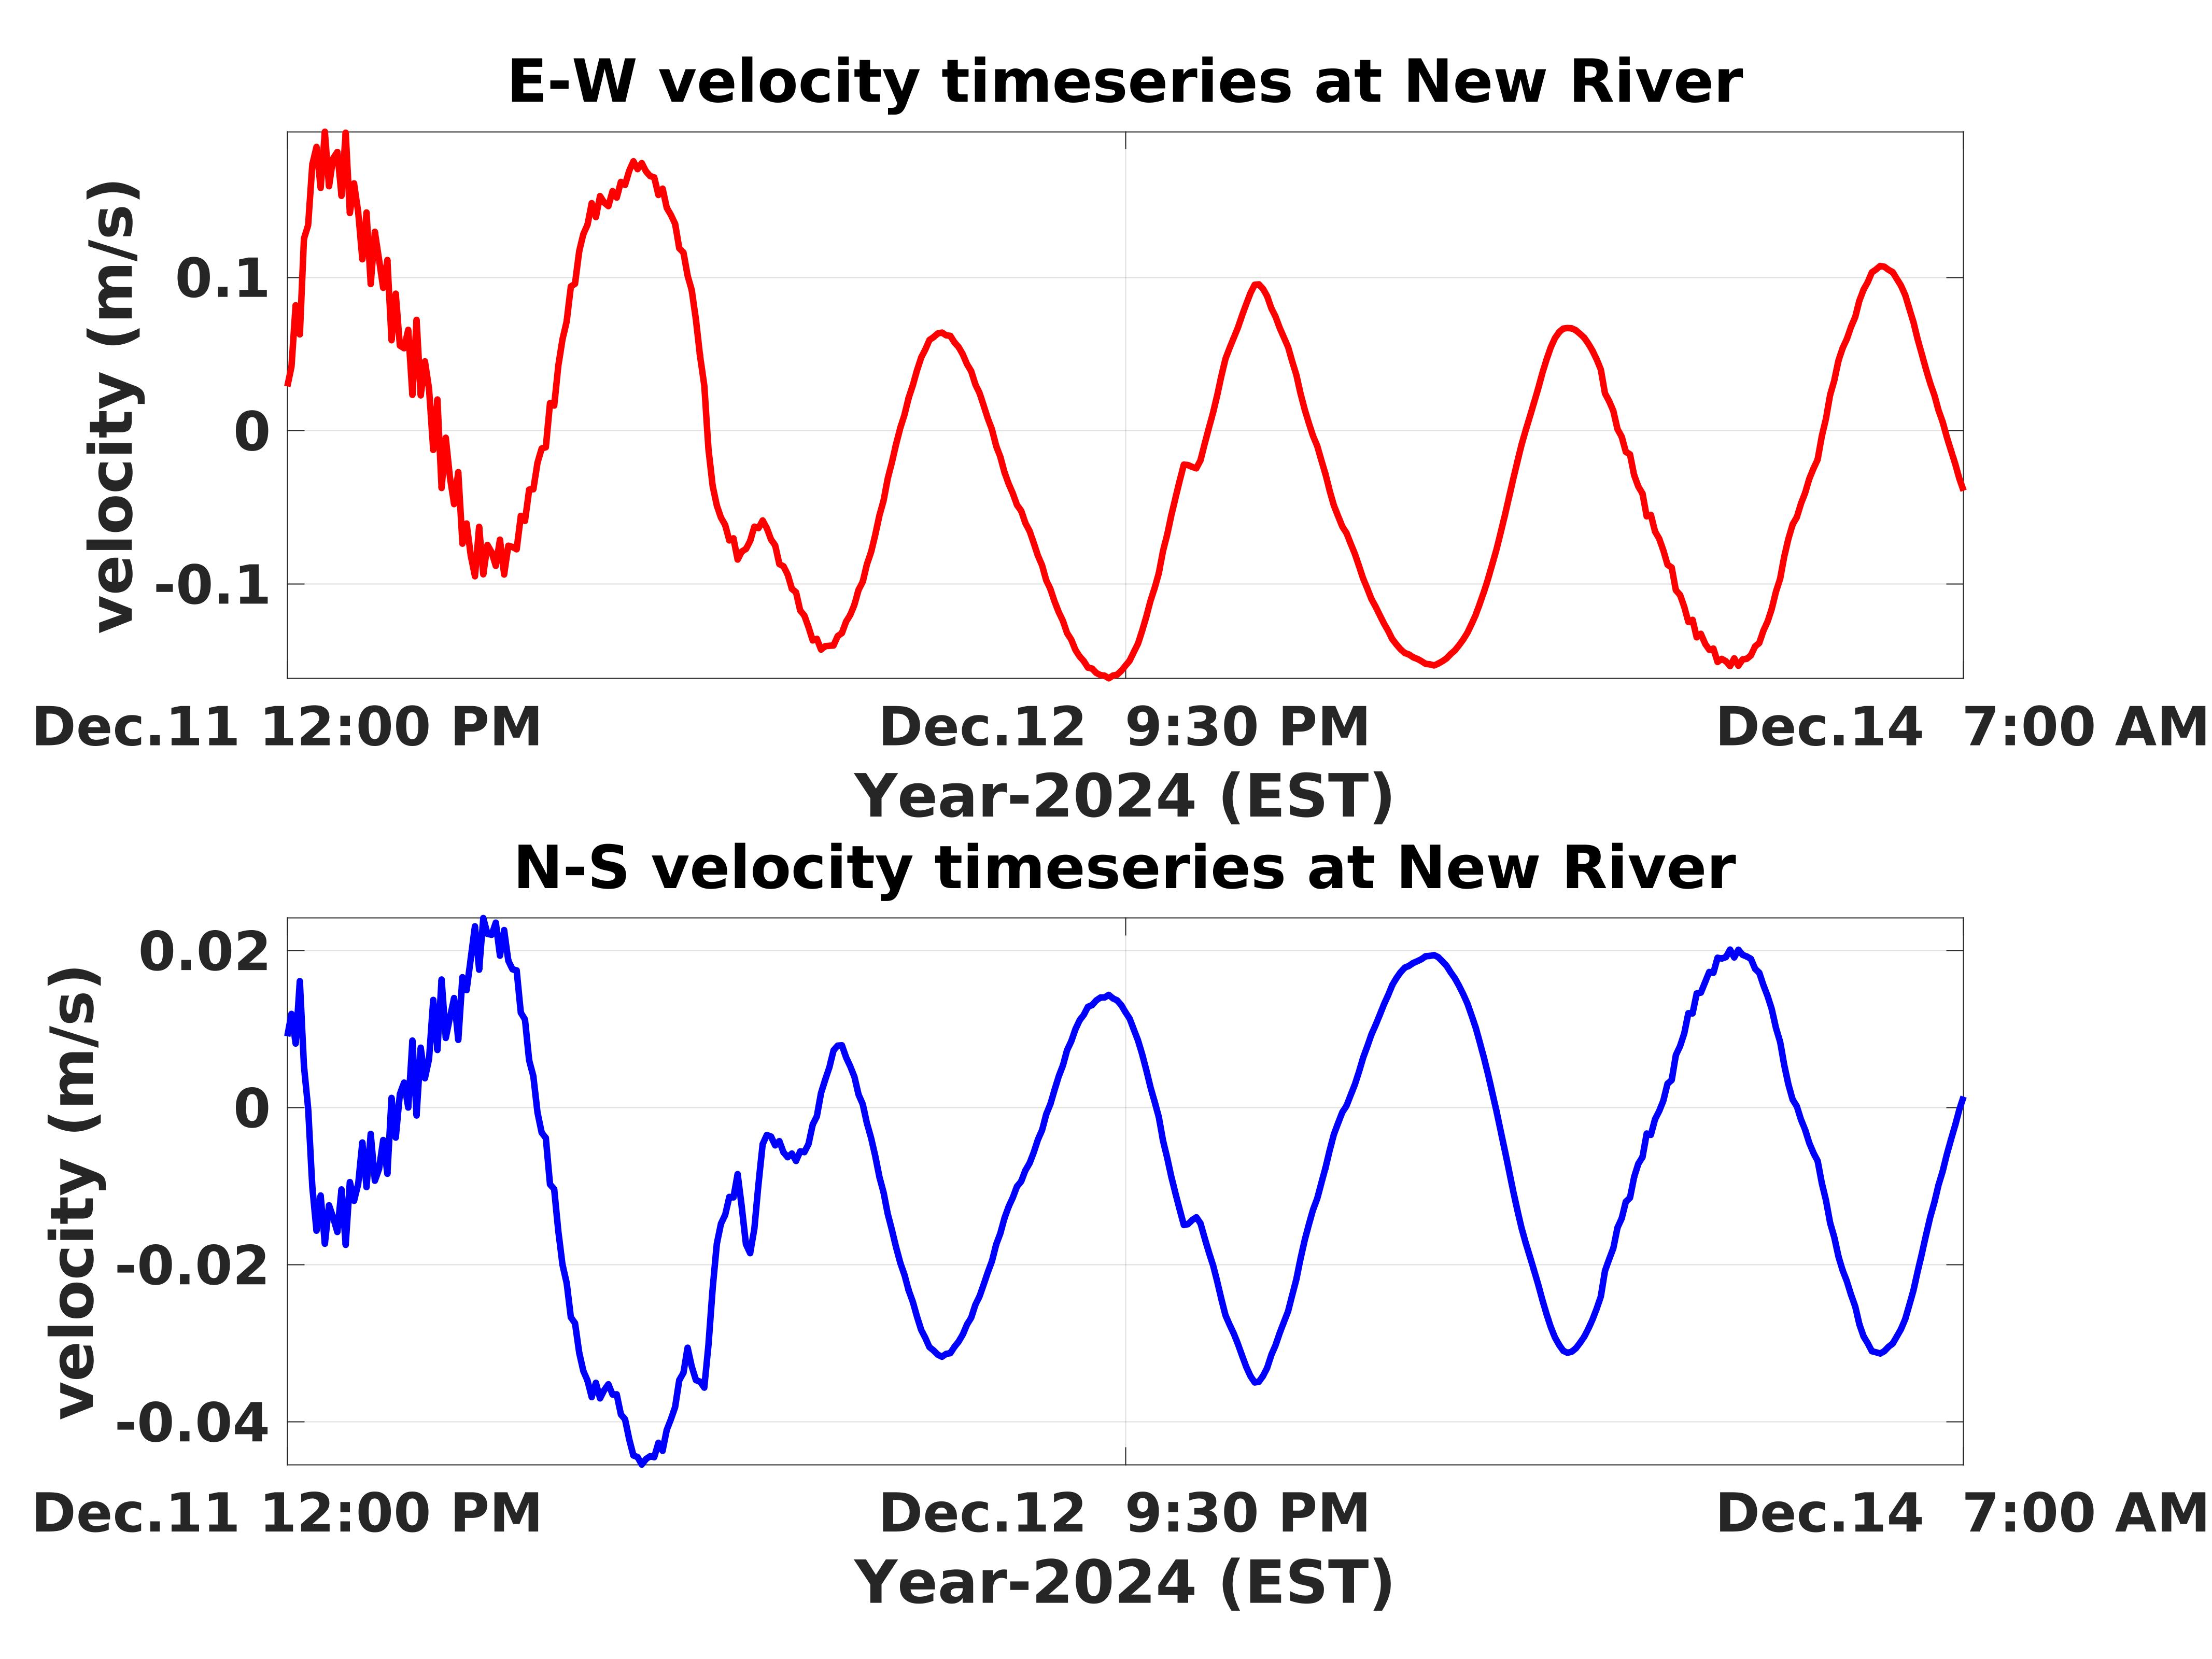 E-W velocity timeseries at New River
velocity (m/s)
0.1
0
-0.1
Dec.11 12:00 PM Dec.12  9:30 PM Dec.14  7:00 AM
Year-2024 (EST)
N-S velocity timeseries at New River
velocity (m/s)
0.02
0
-0.02
-0.04
Dec.11 12:00 PM Dec.12  9:30 PM Dec.14  7:00 AM
Year-2024 (EST)